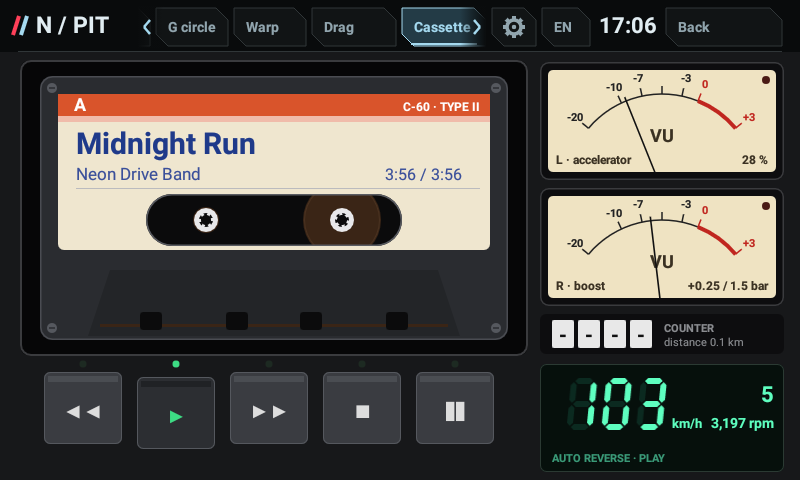 N / PIT
G circle
Warp
Drag
Cassette
EN
17:06
Back
A
C-60 · TYPE II
Midnight Run
Neon Drive Band
3:56 / 3:56
-20
-10
-7
-3
0
+3
VU
L · accelerator
28 %
-20
-10
-7
-3
0
+3
VU
R · boost
+0.25 / 1.5 bar
- - - -
COUNTER
distance 0.1 km
103
km/h
5
3,197 rpm
AUTO REVERSE · PLAY